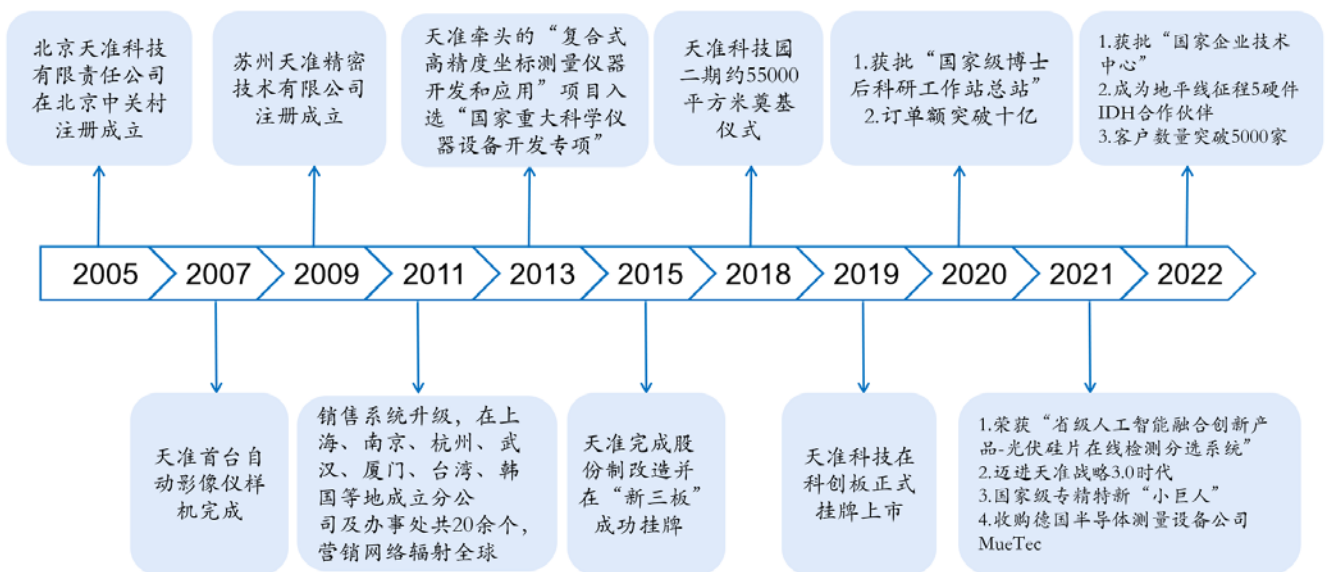 北京天准科技
有限责任公司
在北京中关村
注册成立
苏州天准精密
技术有限公司
注册成立
天准牵头的“复合式
高精度坐标测量仪器
开发和应用”项目入
选“国家重大科学仪
器设备开发专项”
天准科技园
二期约55000
平方米奠基
仪式
1.获批“国家级博士
后科研工作站总站”
2.订单额突破十亿
1.获批“国家企业技术
中心”
2.成为地平线征程5硬件
IDH合作伙伴
3.客户数量突破5000家
2005
2007
2009
2011
2013
2015
2018
2019
2020
2021
2022
天准首台自
动影像仪样
机完成
销售系统升级，在上
海、南京、杭州、武
汉、厦门、台湾、韩
国等地成立分公
司及办事处共20余个，
营销网络辐射全球
天准完成股
份制改造并
在“新三板”
成功挂牌
天准科技在
科创板正式
挂牌上市
1.荣获“省级人工智能融合创新产
品-光伏硅片在线检测分选系统”
2.迈进天准战略3.0时代
3.国家级专精特新“小巨人”
4.收购德国半导体测量设备公司
MueTec